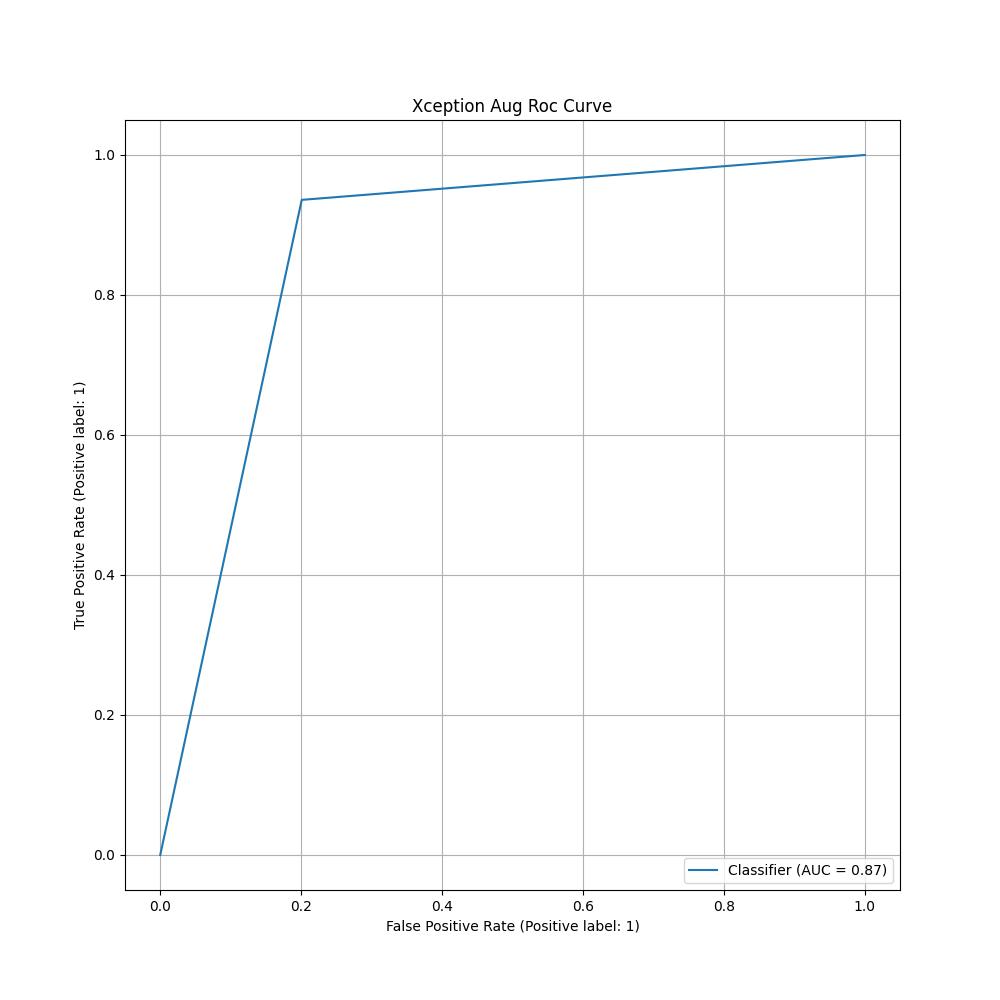 Xception Aug Roc Curve
True Positive Rate (Positive label: 1)
1.0
0.8
0.6
0.4
0.2
0.0
Classifier (AUC = 0.87)
0.0 0.2 0.4 0.6 0.8 1.0
False Positive Rate (Positive label: 1)